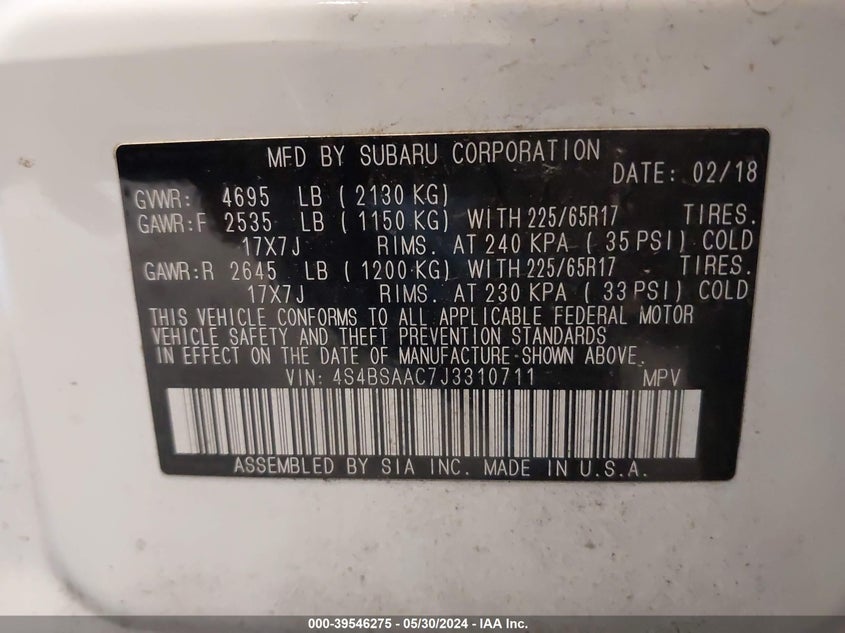 MFD BY SUBARU CORPORATION
DATE: 02/18
GVWR: 4695 LB ( 2130 KG)
GAWR:F 2535 LB ( 1150 KG) WITH 225/65R17 TIRES.
17X7J RIMS. AT 240 KPA ( 35 PSI) COLD
GAWR:R 2645 LB ( 1200 KG) WITH 225/65R17 TIRES.
17X7J RIMS. AT 230 KPA ( 33 PSI) COLD
THIS VEHICLE CONFORMS TO ALL APPLICABLE FEDERAL MOTOR
VEHICLE SAFETY AND THEFT PREVENTION STANDARDS
IN EFFECT ON THE DATE OF MANUFACTURE SHOWN ABOVE.
VIN: 4S4BSAAC7J3310711 MPV
ASSEMBLED BY SIA INC. MADE IN U.S.A.
000-39546275 - 05/30/2024 - IAA Inc.